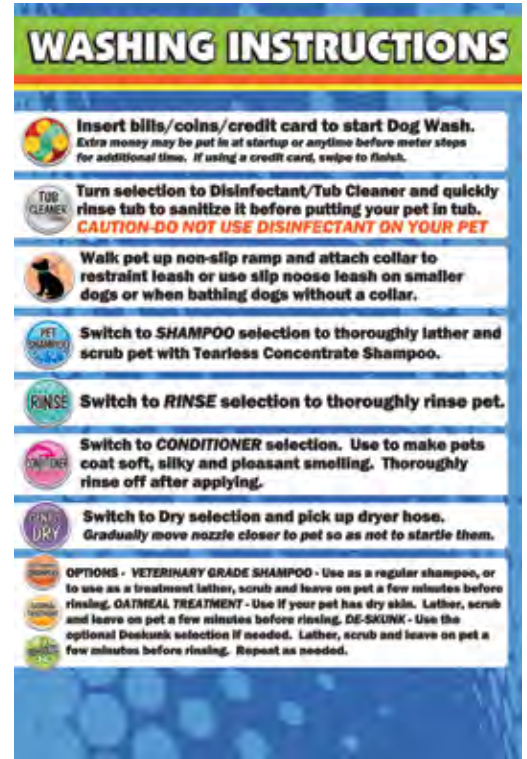 WASHING INSTRUCTIONS
Insert bills/coins/credit card to start Dog Wash.
Extra money may be put in at startup or anytime before meter stops
for additional time. If using a credit card, swipe to finish.
TUB
CLEANER
Turn selection to Disinfectant/Tub Cleaner and quickly
rinse tub to sanitize it before putting your pet in tub.
CAUTION-DO NOT USE DISINFECTANT ON YOUR PET
Walk pet up non-slip ramp and attach collar to
restraint leash or use slip noose leash on smaller
dogs or when bathing dogs without a collar.
PET
SHAMPOO
Switch to SHAMPOO selection to thoroughly lather and
scrub pet with Tearless Concentrate Shampoo.
RINSE
Switch to RINSE selection to thoroughly rinse pet.
CONDITIONER
Switch to CONDITIONER selection. Use to make pets
coat soft, silky and pleasant smelling. Thoroughly
rinse off after applying.
DRY
Switch to Dry selection and pick up dryer hose.
Gradually move nozzle closer to pet so as not to startle them.
OPTIONS - VETERINARY GRADE SHAMPOO - Use as a regular shampoo, or
to use as a treatment lather, scrub and leave on pet a few minutes before
rinsing. OATMEAL TREATMENT - Use if your pet has dry skin. Lather, scrub
and leave on pet a few minutes before rinsing. DE-SKUNK - Use the
optional Deskunk selection if needed. Lather, scrub and leave on pet a
few minutes before rinsing. Repeat as needed.